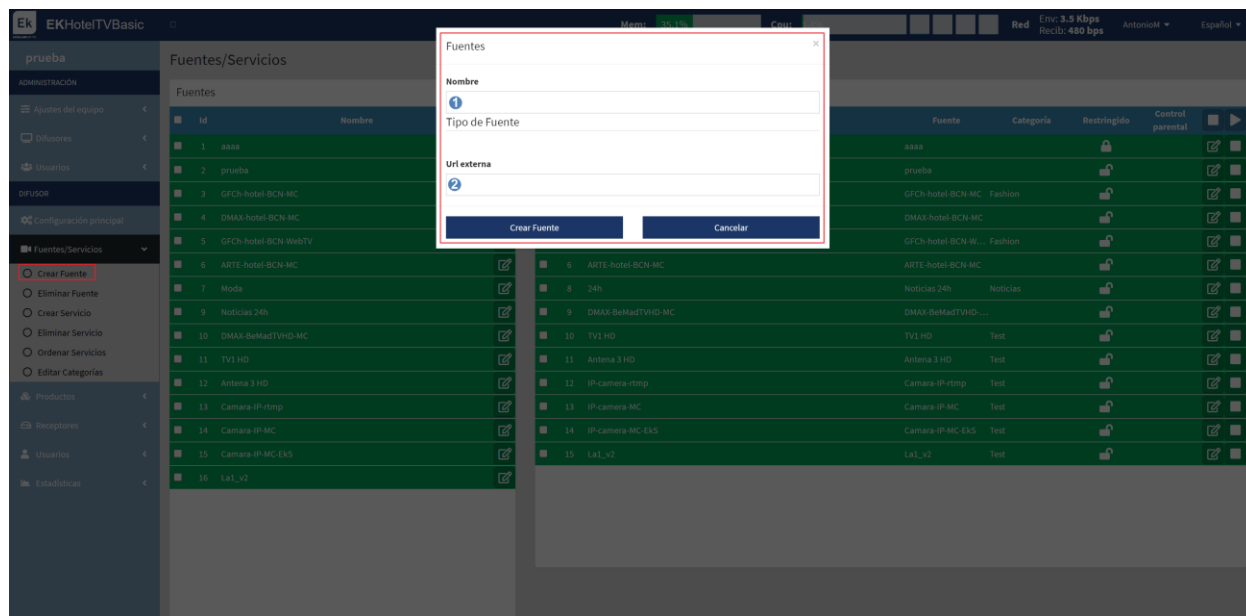 Ek EKHotelTVBasic
Mem: 35.1% Cpu: Red Env: 3.5 Kbps Recib: 480 bps AntonioM Español
prueba
ADMINISTRACIÓN
Ajustes del equipo
Difusores
Usuarios
DIFUSOR
Configuración principal
Fuentes/Servicios
Crear Fuente
Eliminar Fuente
Crear Servicio
Eliminar Servicio
Ordenar Servicios
Editar Categorías
Productos
Receptores
Usuarios
Estadísticas
Fuentes/Servicios
Fuentes
Id Nombre
1 aaaa
2 prueba
3 GFCh-hotel-BCN-MC
4 DMAX-hotel-BCN-MC
5 GFCh-hotel-BCN-WebTV
6 ARTE-hotel-BCN-MC
7 Moda
9 Noticias 24h
10 DMAX-BeMadTVHD-MC
11 TV1 HD
12 Antena 3 HD
13 Camara-IP-rtmp
14 Camara-IP-MC
15 Camara-IP-MC-EkS
16 La1_v2
Fuentes ×
Nombre
1
Tipo de Fuente
Url externa
2
Crear Fuente Cancelar
Fuente Categoría Restringido Control parental
aaaa
prueba
GFCh-hotel-BCN-MC Fashion
DMAX-hotel-BCN-MC
GFCh-hotel-BCN-W... Fashion
6 ARTE-hotel-BCN-MC ARTE-hotel-BCN-MC
8 24h Noticias 24h Noticias
9 DMAX-BeMadTVHD-MC DMAX-BeMadTVHD-...
10 TV1 HD TV1 HD Test
11 Antena 3 HD Antena 3 HD Test
12 IP-camera-rtmp Camara-IP-rtmp Test
13 IP-camera-MC Camara-IP-MC Test
14 IP-camera-MC-EkS Camara-IP-MC-EkS Test
15 La1_v2 La1_v2 Test